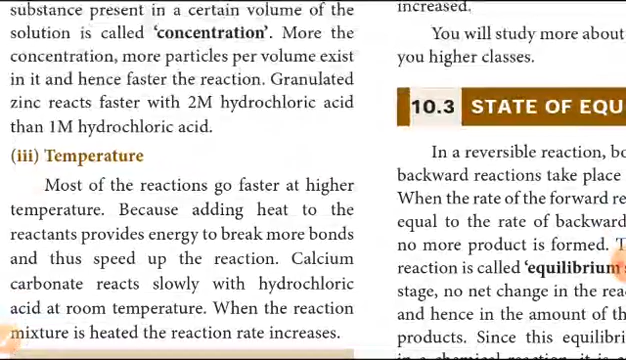 substance present in a certain volume of the
solution is called 'concentration'. More the
concentration, more particles per volume exist
in it and hence faster the reaction. Granulated
zinc reacts faster with 2M hydrochloric acid
than 1M hydrochloric acid.
(iii) Temperature
Most of the reactions go faster at higher
temperature. Because adding heat to the
reactants provides energy to break more bonds
and thus speed up the reaction. Calcium
carbonate reacts slowly with hydrochloric
acid at room temperature. When the reaction
mixture is heated the reaction rate increases.
increased.
You will study more about
you higher classes.
10.3 STATE OF EQU
In a reversible reaction, bo
backward reactions take place
When the rate of the forward re
equal to the rate of backward
no more product is formed. T
reaction is called 'equilibrium'
stage, no net change in the rea
and hence in the amount of th
products. Since this equilibri
in a chemical reaction, it is